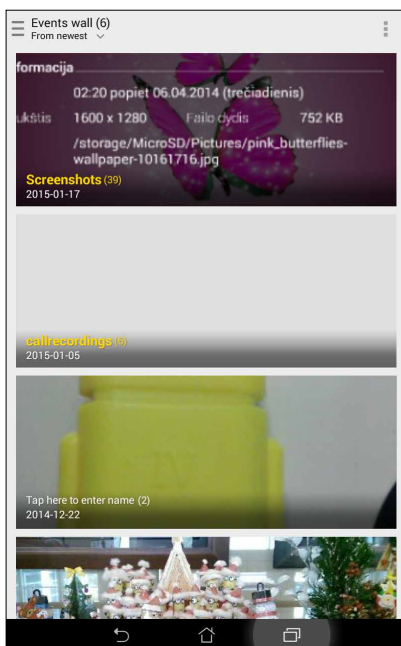 Events wall (6)
From newest
formacija
02:20 popiet 06.04.2014 (trečiadienis)
ukštis 1600 x 1280 Failo dydis 752 KB
/storage/MicroSD/Pictures/pink_butterflies-
wallpaper-10161716.jpg
Screenshots (39)
2015-01-17
callrecordings (6)
2015-01-05
Tap here to enter name (2)
2014-12-22